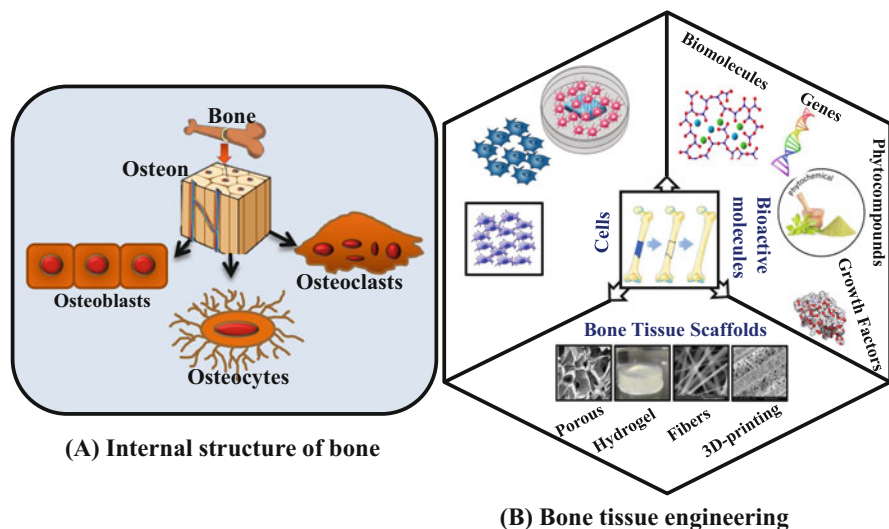 Bone
Osteon
Osteoblasts
Osteoclasts
Osteocytes
(A) Internal structure of bone
Biomolecules
Genes
Phytocompounds
Phytochemical
Growth Factors
Cells
Bioactive
molecules
Bone Tissue Scaffolds
Porous
Hydrogel
Fibers
3D-printing
(B) Bone tissue engineering